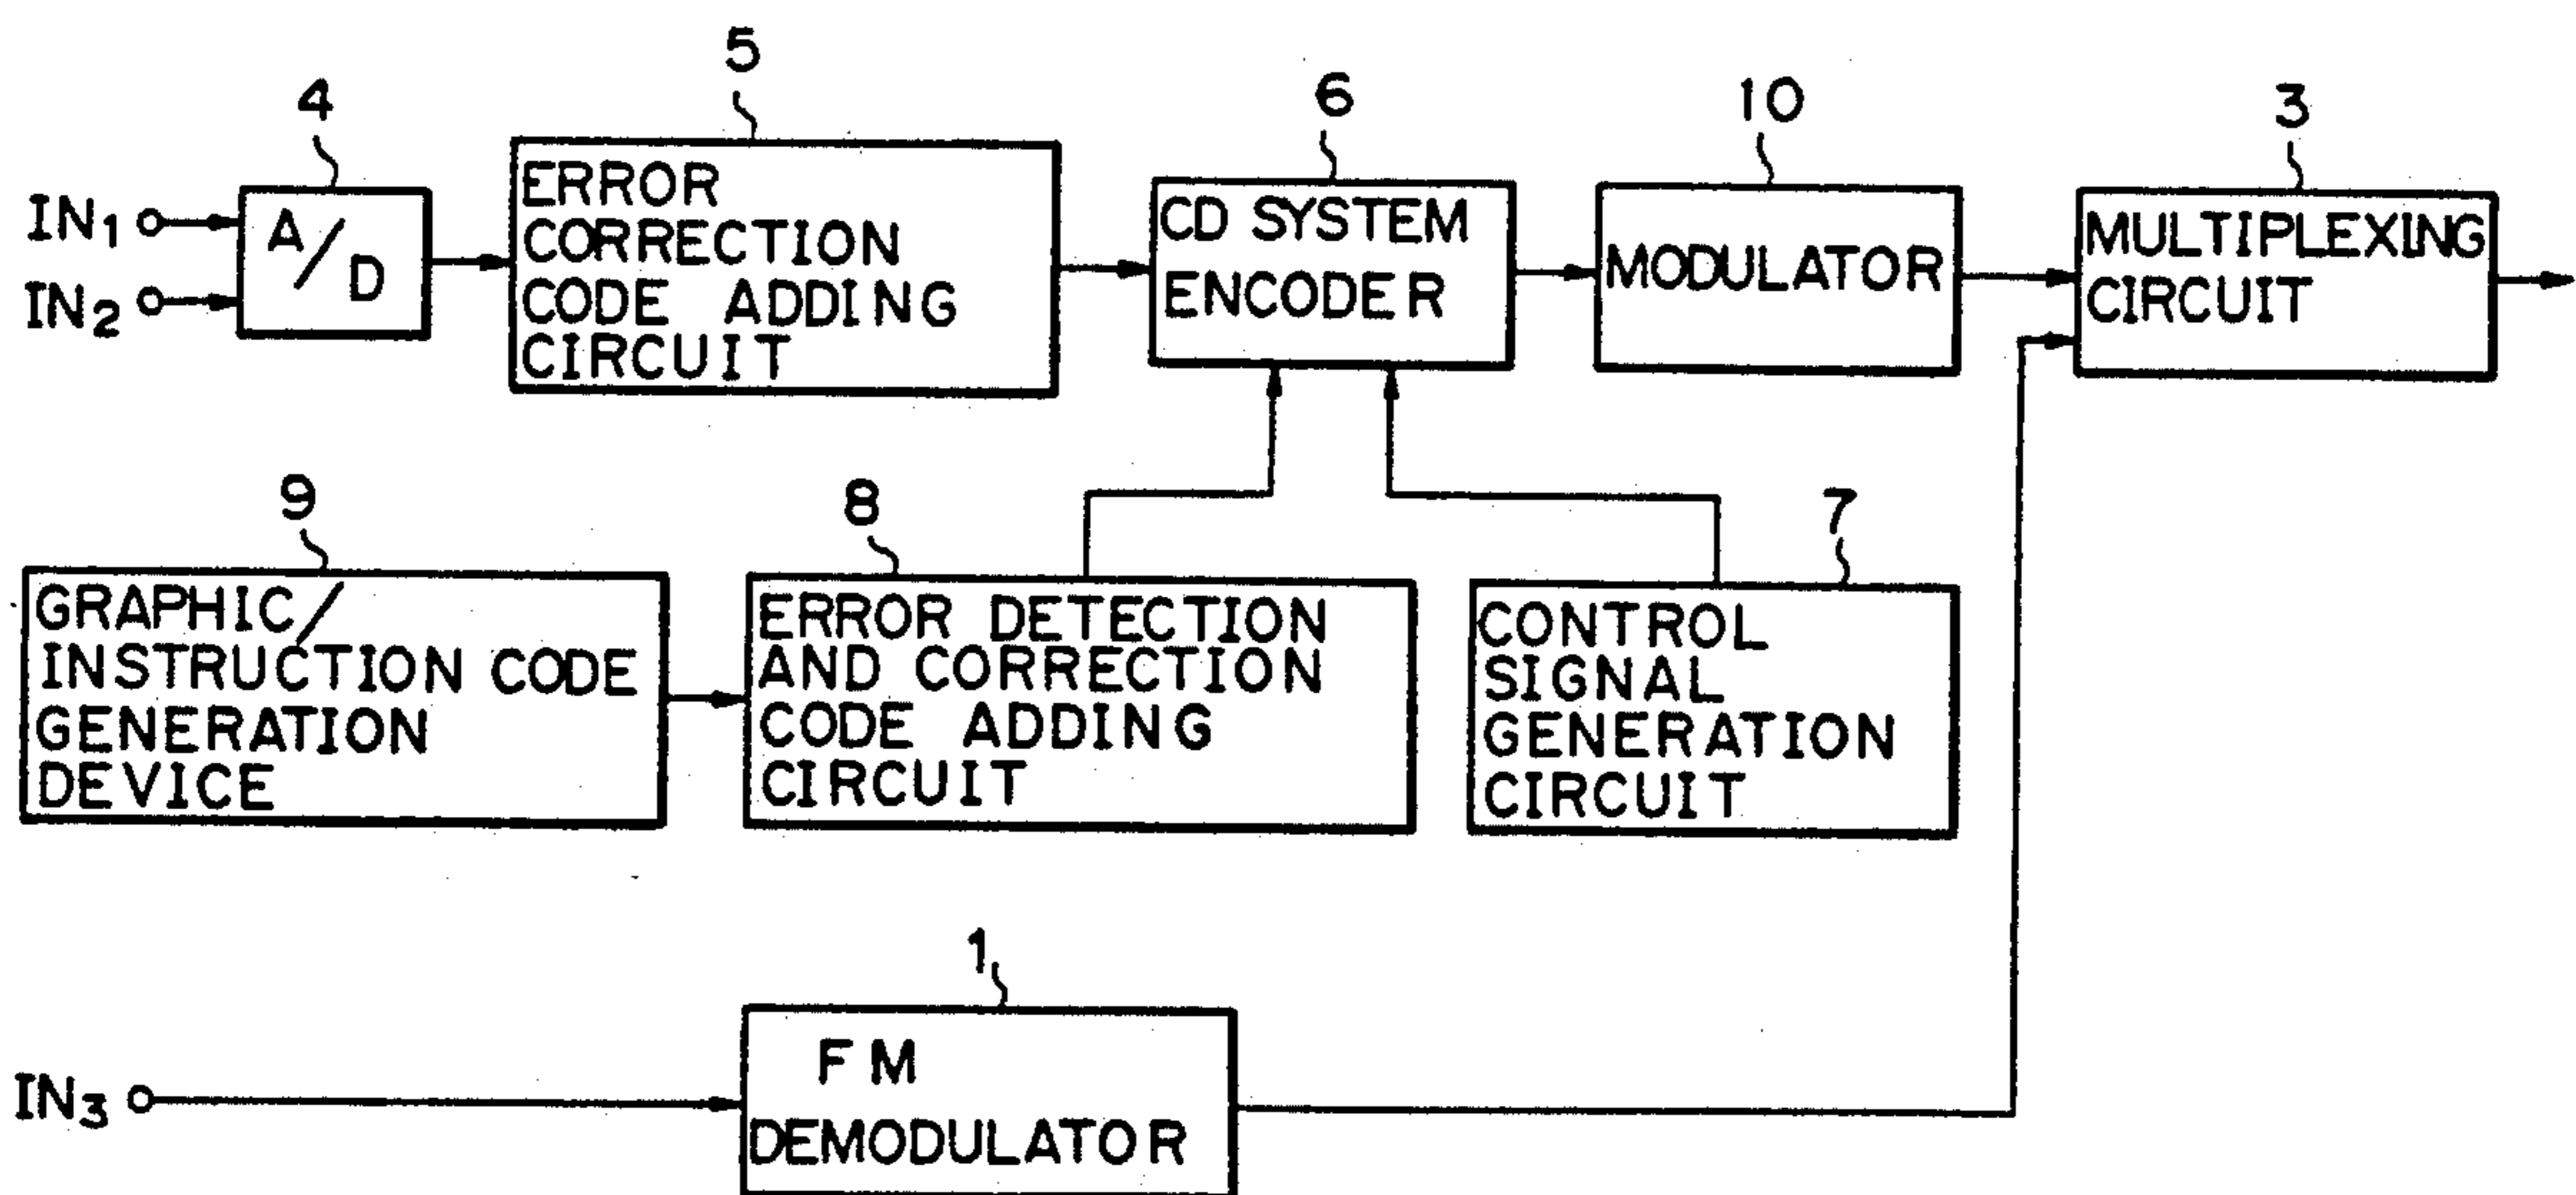 5
4
6
10
3
IN1
IN2
A/D
ERROR
CORRECTION
CODE ADDING
CIRCUIT
CD SYSTEM
ENCODER
MODULATOR
MULTIPLEXING
CIRCUIT
9
8
7
GRAPHIC/
INSTRUCTION CODE
GENERATION
DEVICE
ERROR DETECTION
AND CORRECTION
CODE ADDING
CIRCUIT
CONTROL
SIGNAL
GENERATION
CIRCUIT
1
IN3
FM
DEMODULATOR